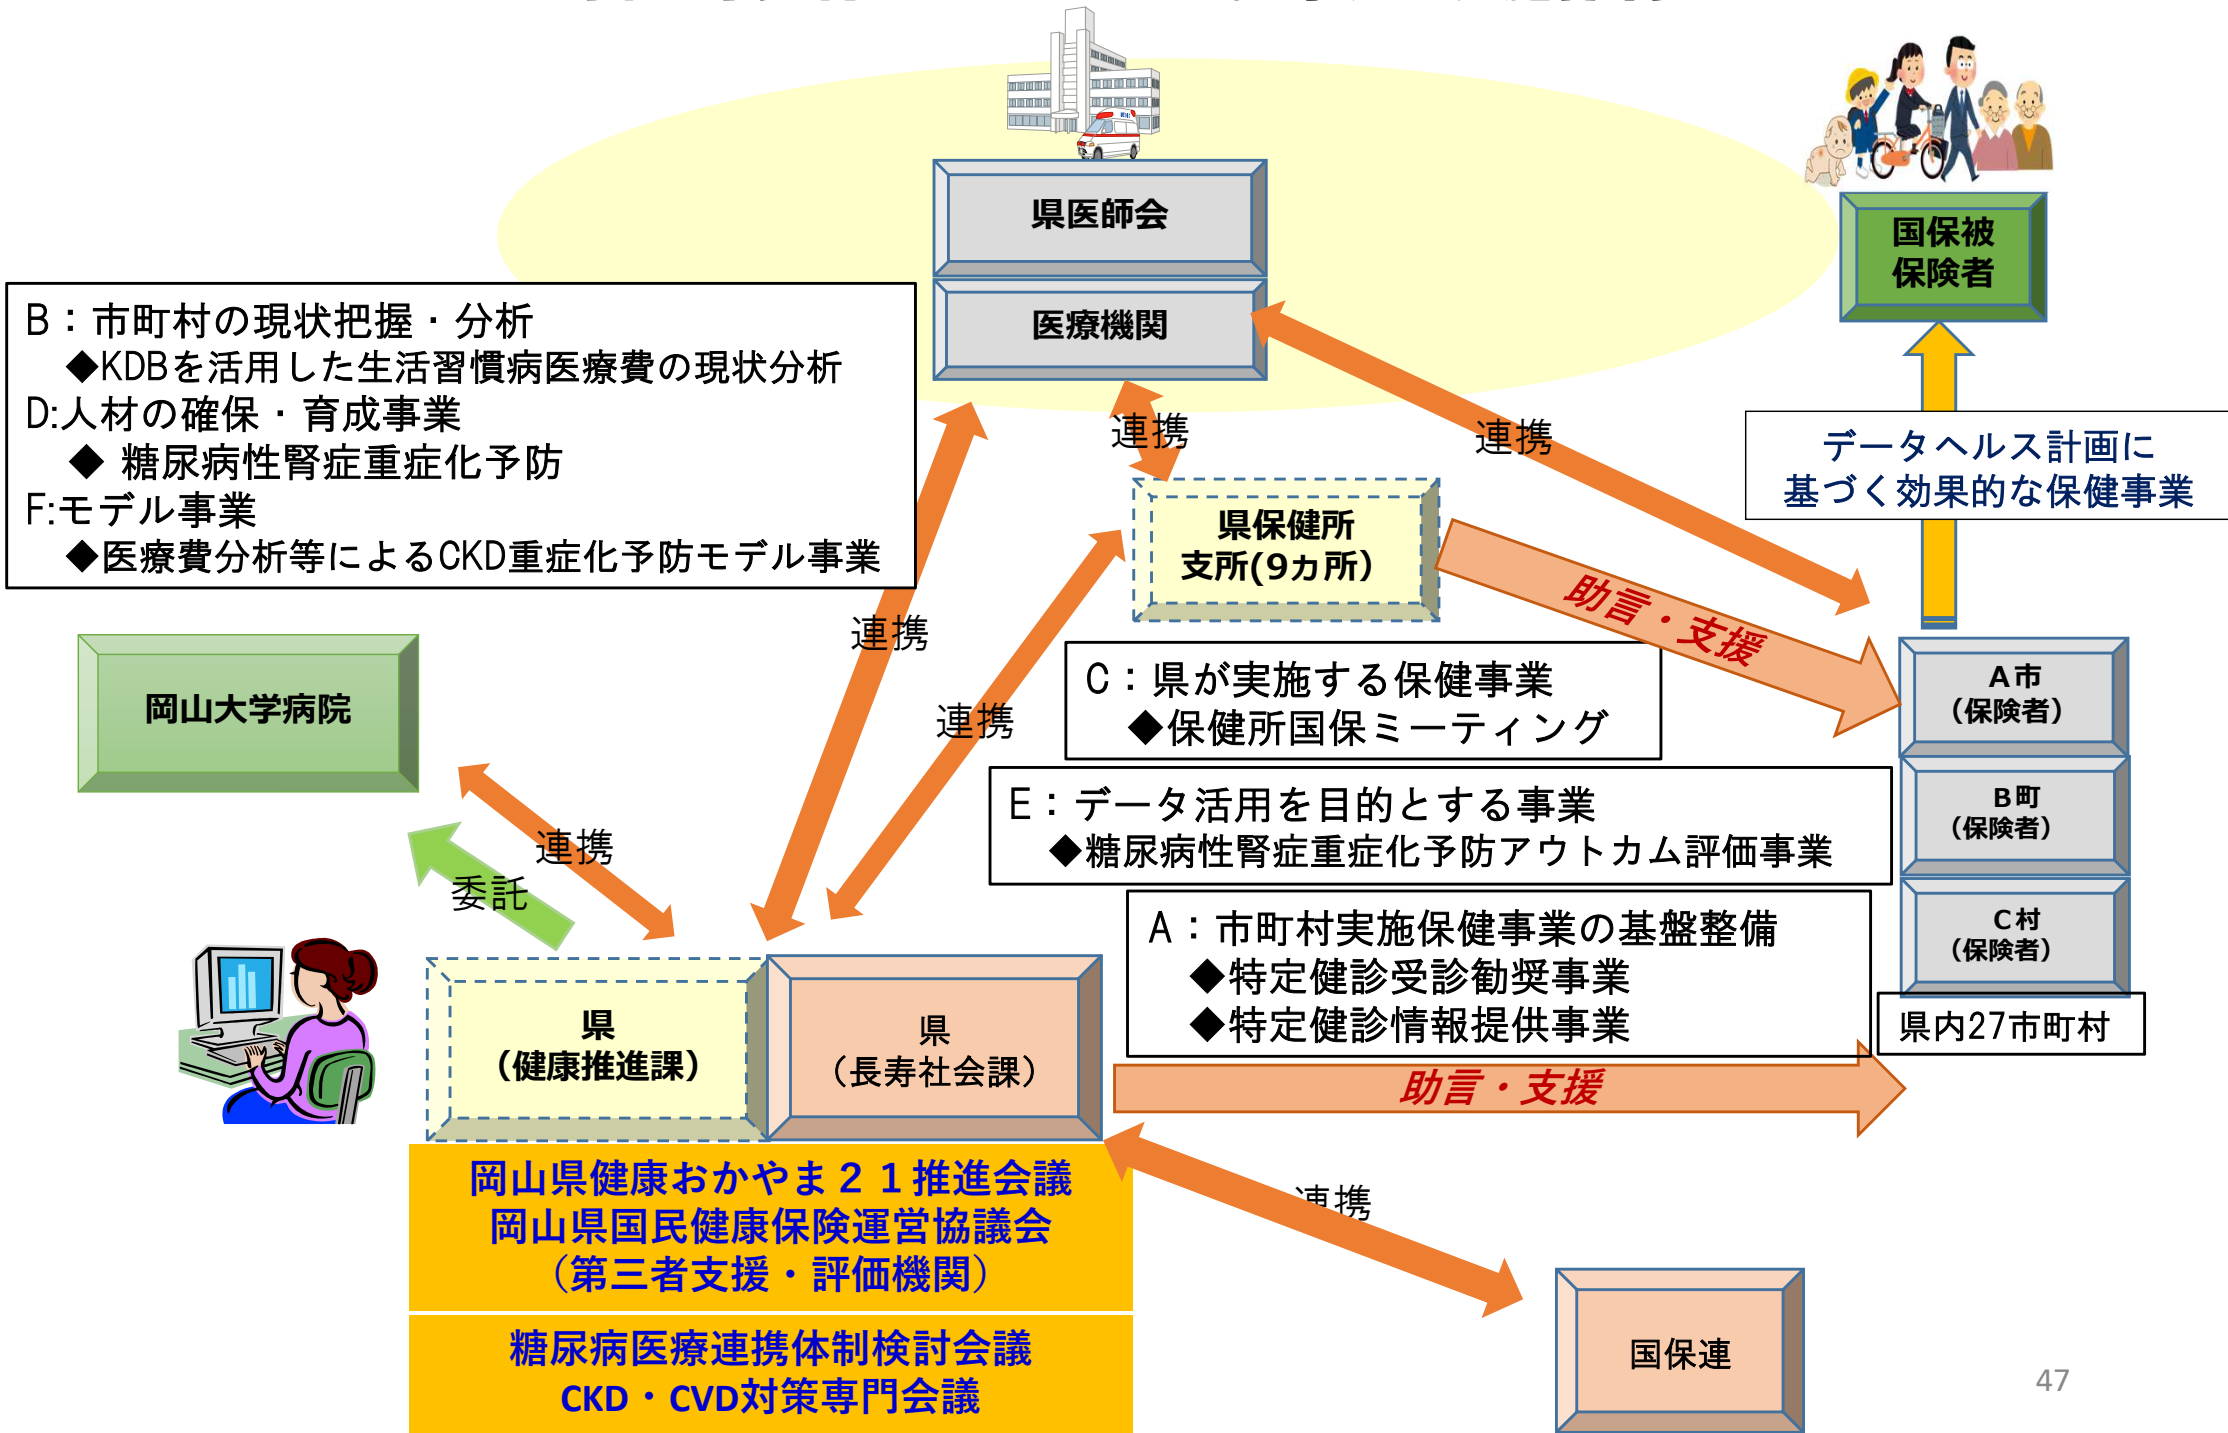 県医師会
医療機関
国保被
保険者
B：市町村の現状把握・分析
◆KDBを活用した生活習慣病医療費の現状分析
D:人材の確保・育成事業
◆ 糖尿病性腎症重症化予防
F:モデル事業
◆医療費分析等によるCKD重症化予防モデル事業
連携
連携
データヘルス計画に
基づく効果的な保健事業
県保健所
支所(9カ所）
助言・支援
連携
岡山大学病院
C：県が実施する保健事業
◆保健所国保ミーティング
連携
A市
（保険者）
B町
（保険者）
C村
（保険者）
県内27市町村
E：データ活用を目的とする事業
◆糖尿病性腎症重症化予防アウトカム評価事業
連携
委託
A：市町村実施保健事業の基盤整備
◆特定健診受診勧奨事業
◆特定健診情報提供事業
県
（健康推進課）
県
（長寿社会課）
助言・支援
岡山県健康おかやま２１推進会議
岡山県国民健康保険運営協議会
（第三者支援・評価機関）
連携
糖尿病医療連携体制検討会議
CKD・CVD対策専門会議
国保連
47